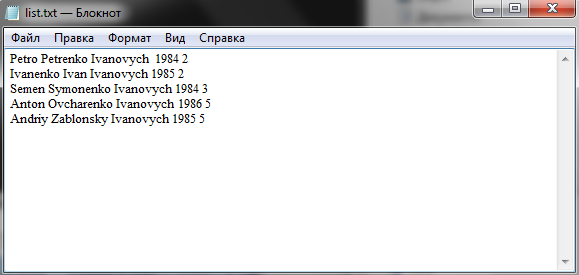 list.txt — Блокнот
Файл Правка Формат Вид Справка
Petro Petrenko Ivanovych  1984 2
Ivanenko Ivan Ivanovych 1985 2
Semen Symonenko Ivanovych 1984 3
Anton Ovcharenko Ivanovych 1986 5
Andriy Zablonsky Ivanovych 1985 5